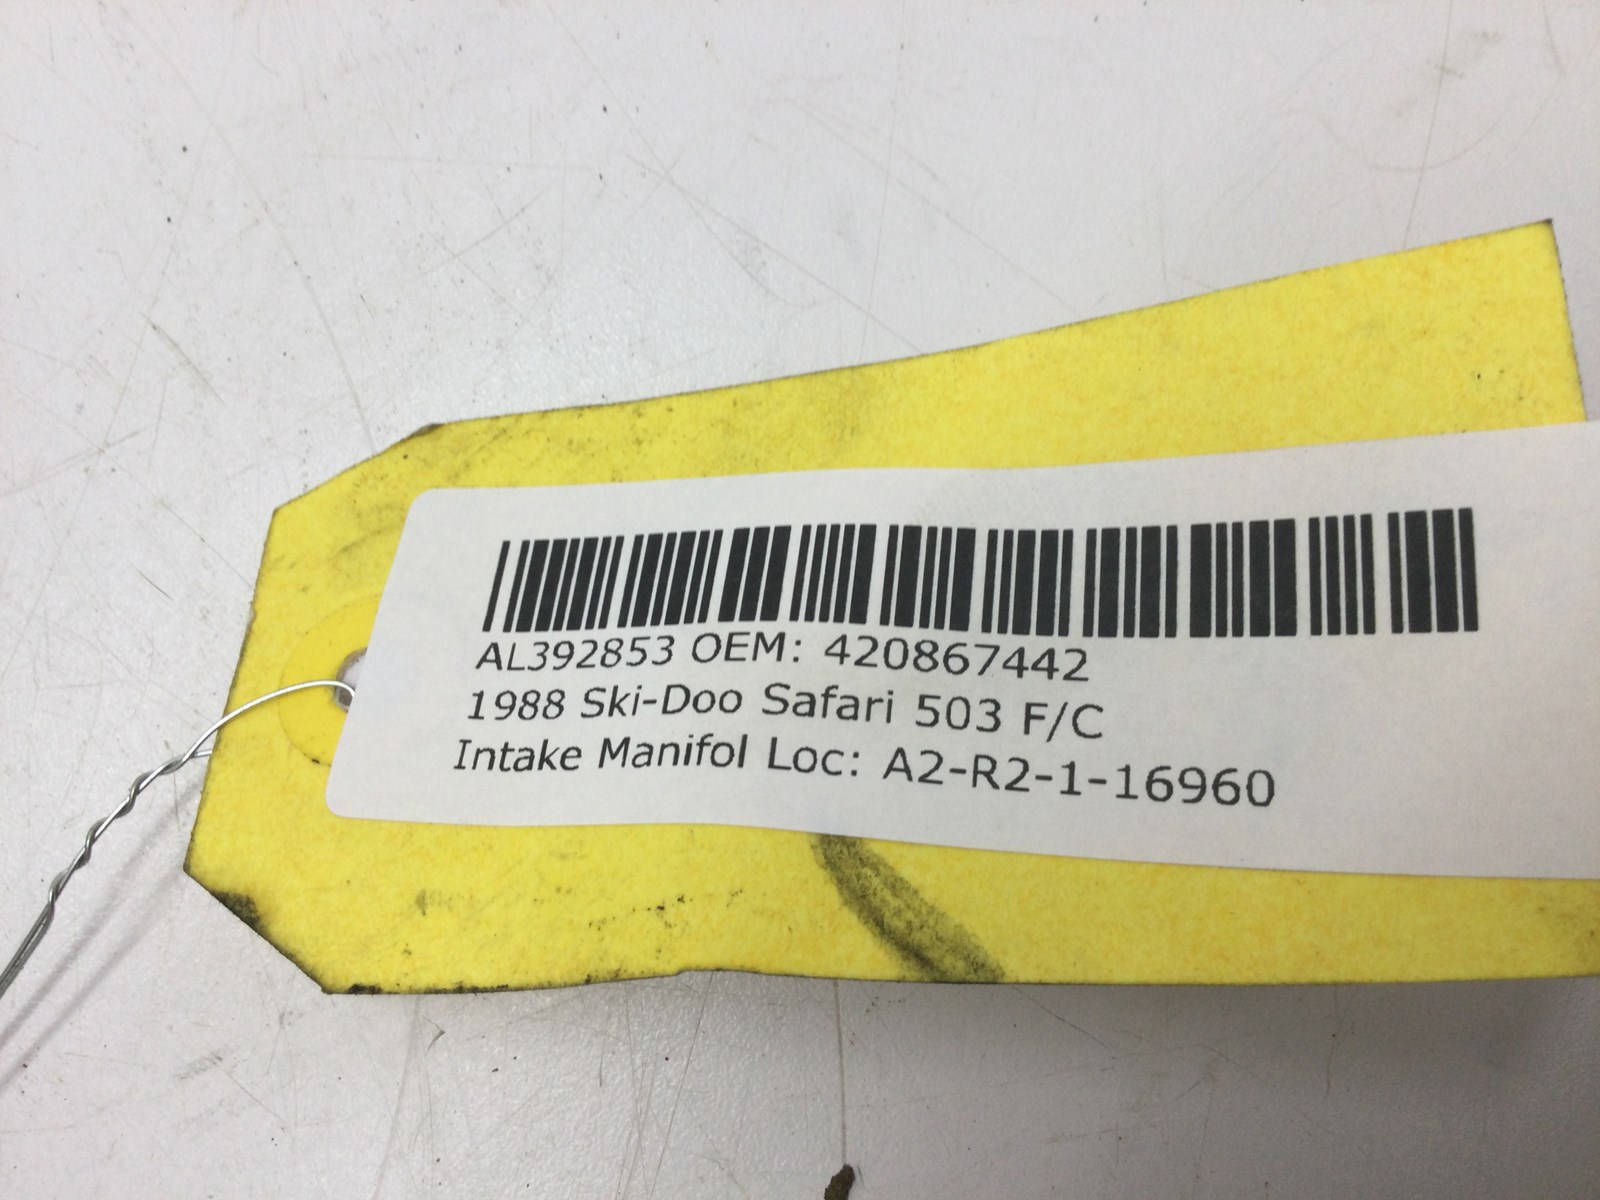 AL392853 OEM: 420867442
1988 Ski-Doo Safari 503 F/C
Intake Manifol Loc: A2-R2-1-16960